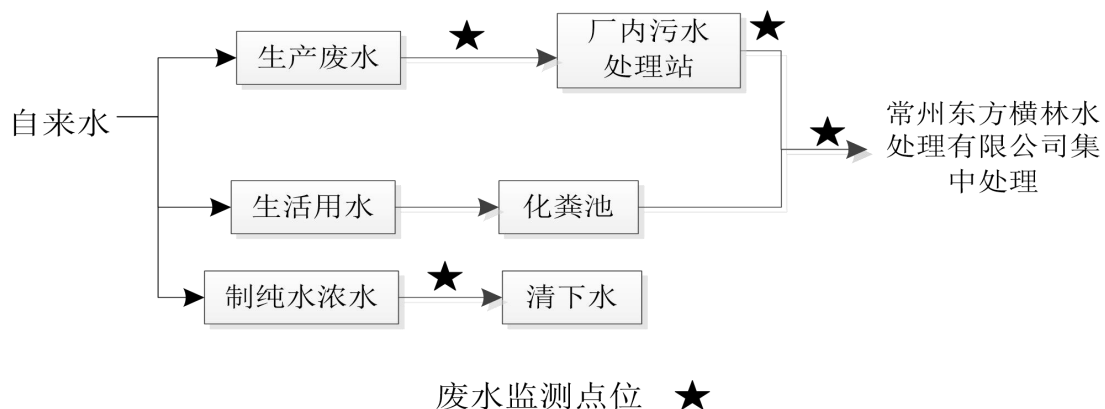 生产废水
厂内污水
处理站
自来水
常州东方横林水
处理有限公司集
中处理
生活用水
化粪池
制纯水浓水
清下水
废水监测点位 ★